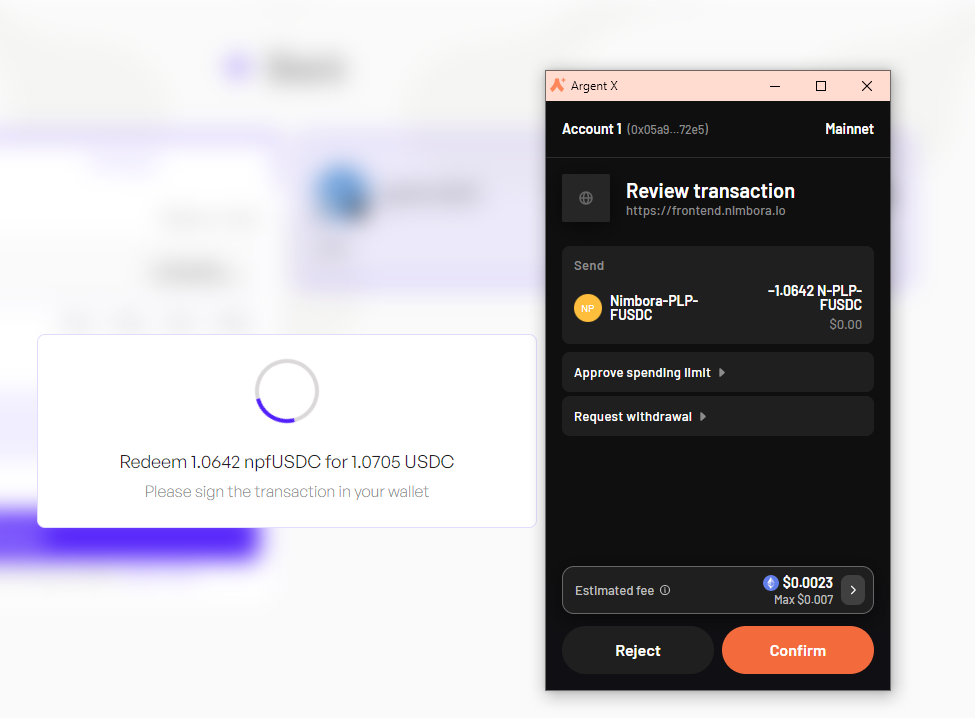 Argent X
Account 1 (0x05a9...72e5)
Mainnet
Review transaction
https://frontend.nimbora.io
Send
NP
Nimbora-PLP-
FUSDC
-1.0642 N-PLP-
FUSDC
$0.00
Approve spending limit
Request withdrawal
Estimated fee
$0.0023
Max $0.007
Reject
Confirm
Redeem 1.0642 npfUSDC for 1.0705 USDC
Please sign the transaction in your wallet